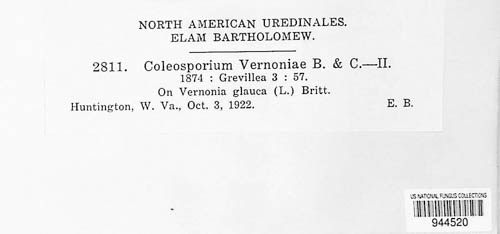 NORTH AMERICAN UREDINALES.
ELAM BARTHOLOMEW.
2811. Coleosporium Vernoniae B. & C.—II.
1874 : Grevillea 3 : 57.
On Vernonia glauca (L.) Britt.
Huntington, W. Va., Oct. 3, 1922. E. B.
US NATIONAL FUNGUS COLLECTIONS
944520